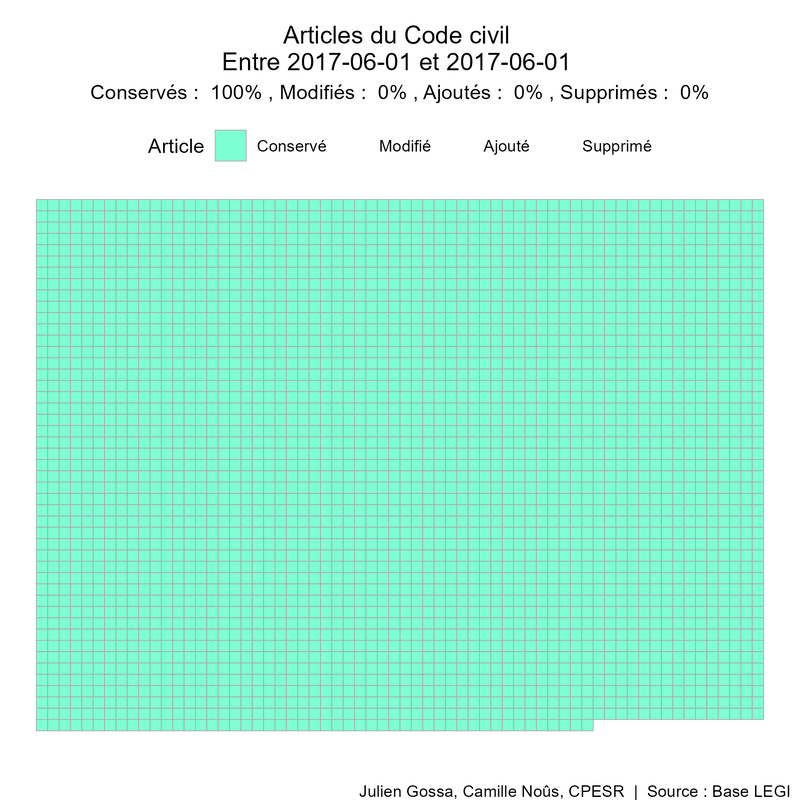 Articles du Code civil
Entre 2017-06-01 et 2017-06-01
Conservés :  100% , Modifiés :  0% , Ajoutés :  0% , Supprimés :  0%
Article Conservé Modifié Ajouté Supprimé
Julien Gossa, Camille Noûs, CPESR  |  Source : Base LEGI